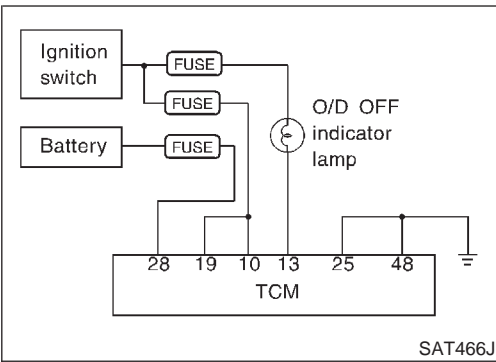 Ignition
switch
FUSE
FUSE
O/D OFF
indicator
lamp
Battery
FUSE
28 19 10 13 25 48
TCM
SAT466J